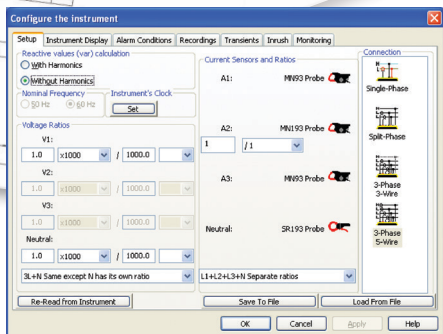 Configure the instrument
Setup Instrument Display Alarm Conditions Recordings Transients Inrush Monitoring
Reactive values (var) calculation
With Harmonics
Without Harmonics
Nominal Frequency
50 Hz 60 Hz
Instrument's Clock
Set
Voltage Ratios
V1:
1.0 x1000 / 1000.0
V2:
1.0 x1000 / 1000.0
V3:
1.0 x1000 / 1000.0
Neutral:
1.0 x1000 / 1000.0
3L+N Same except N has its own ratio
Current Sensors and Ratios
A1: MN93 Probe
A2: MN193 Probe
1 / 1
A3: MN93 Probe
Neutral: SR193 Probe
L1+L2+L3+N Separate ratios
Connection
Single-Phase
Split-Phase
3-Phase
3-Wire
3-Phase
5-Wire
Re-Read from Instrument
Save To File
Load From File
OK Cancel Apply Help